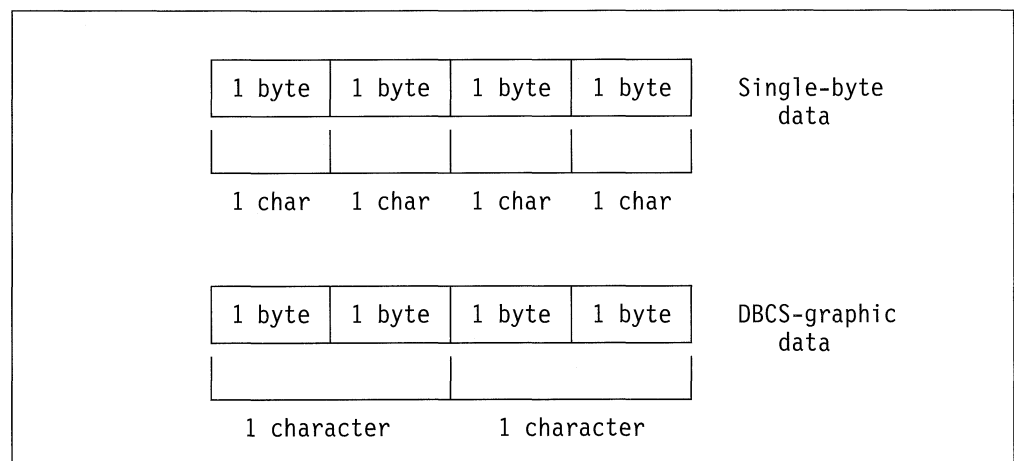 1 byte 1 byte 1 byte 1 byte Single-byte
data
1 char 1 char 1 char 1 char
1 byte 1 byte 1 byte 1 byte DBCS-graphic
data
1 character 1 character